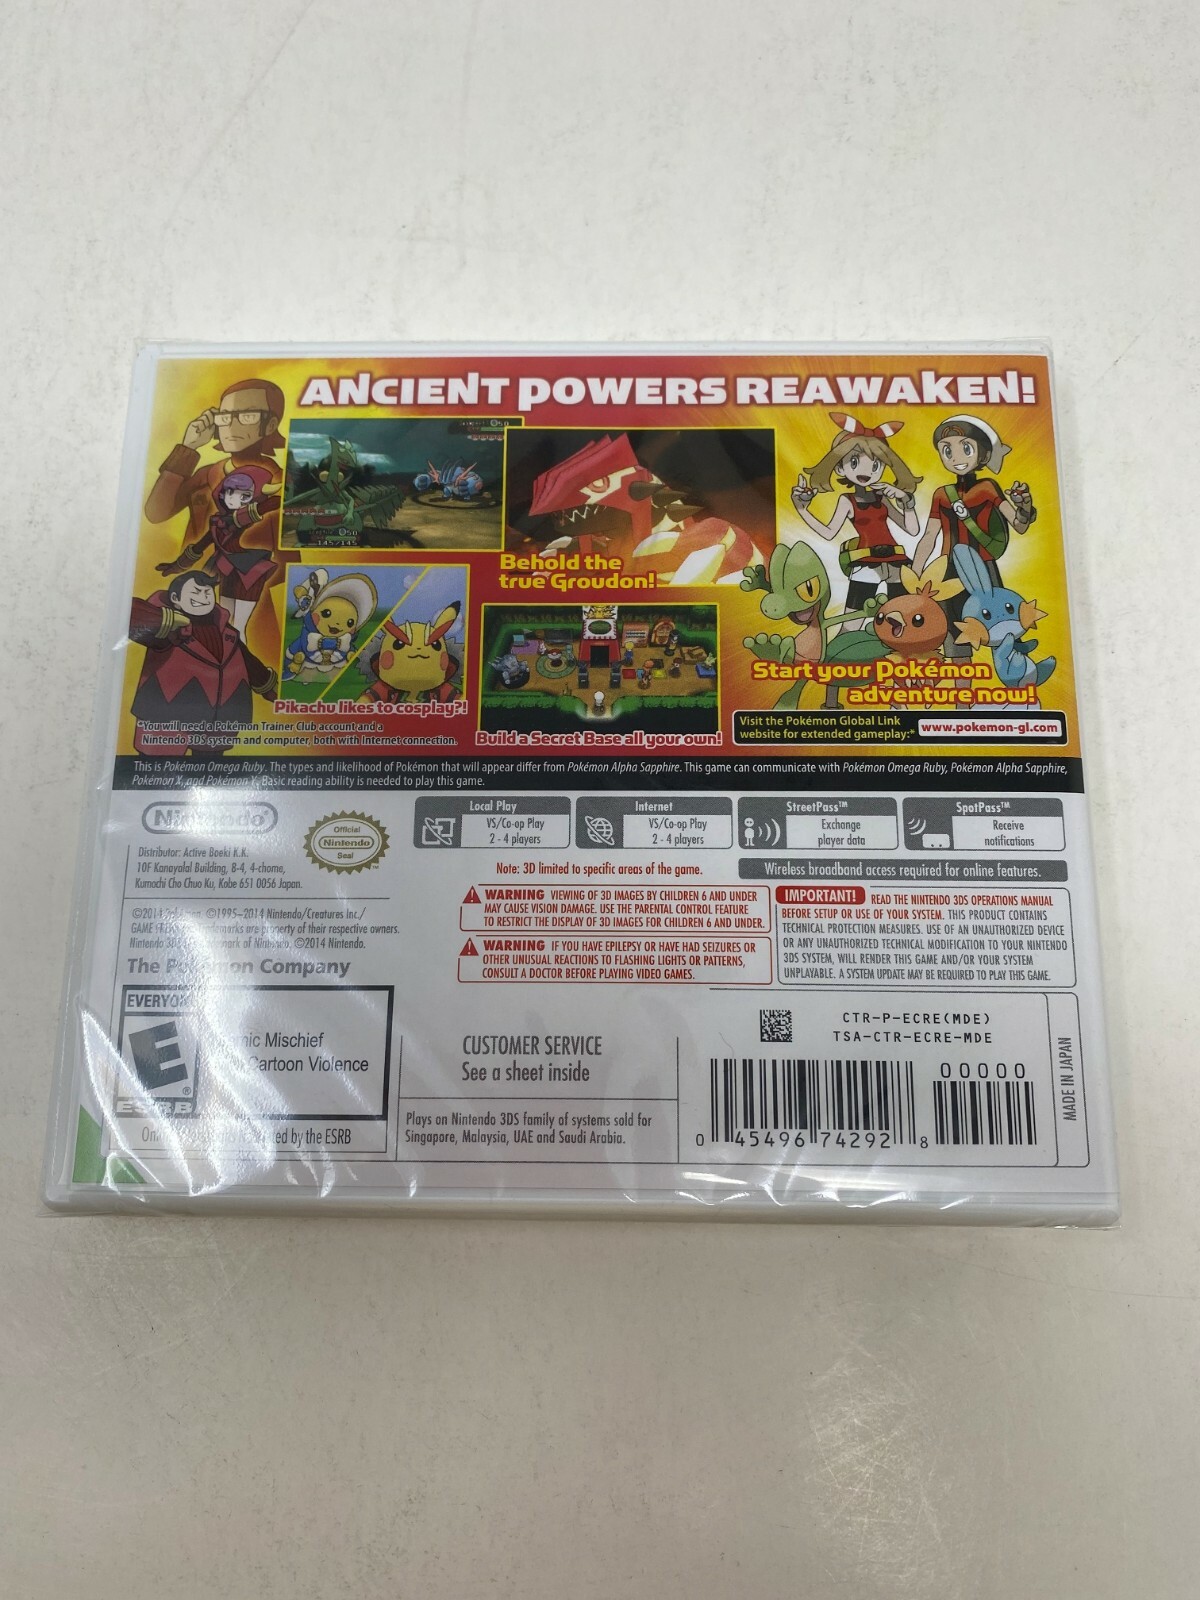 ANCIENT POWERS REAWAKEN!
Behold the
true Groudon!
Pikachu likes to cosplay?!
*You will need a Pokémon Trainer Club account and a
Nintendo 3DS system and computer, both with Internet connection.
Build a Secret Base all your own!
Start your Pokémon
adventure now!
Visit the Pokémon Global Link
website for extended gameplay:*
www.pokemon-gl.com
This is Pokémon Omega Ruby. The types and likelihood of Pokémon that will appear differ from Pokémon Alpha Sapphire. This game can communicate with Pokémon Omega Ruby, Pokémon Alpha Sapphire,
Pokémon X, and Pokémon Y. Basic reading ability is needed to play this game.
Nintendo
Official
Nintendo
Seal
Distributor: Active Boeki K.K.
10F Kanayalal Building, 8-4, 4-chome,
Kumochi Cho Chuo Ku, Kobe 651 0056 Japan.
©2014 Pokémon. ©1995–2014 Nintendo/Creatures Inc./
GAME FREAK inc. Trademarks are property of their respective owners.
Nintendo 3DS is a trademark of Nintendo. ©2014 Nintendo.
The Pokémon Company
Local Play
VS/Co-op Play
2 - 4 players
Internet
VS/Co-op Play
2 - 4 players
StreetPass™
Exchange
player data
SpotPass™
Receive
notifications
Note: 3D limited to specific areas of the game.
Wireless broadband access required for online features.
WARNING VIEWING OF 3D IMAGES BY CHILDREN 6 AND UNDER
MAY CAUSE VISION DAMAGE. USE THE PARENTAL CONTROL FEATURE
TO RESTRICT THE DISPLAY OF 3D IMAGES FOR CHILDREN 6 AND UNDER.
WARNING IF YOU HAVE EPILEPSY OR HAVE HAD SEIZURES OR
OTHER UNUSUAL REACTIONS TO FLASHING LIGHTS OR PATTERNS,
CONSULT A DOCTOR BEFORE PLAYING VIDEO GAMES.
IMPORTANT! READ THE NINTENDO 3DS OPERATIONS MANUAL
BEFORE SETUP OR USE OF YOUR SYSTEM. THIS PRODUCT CONTAINS
TECHNICAL PROTECTION MEASURES. USE OF AN UNAUTHORIZED DEVICE
OR ANY UNAUTHORIZED TECHNICAL MODIFICATION TO YOUR NINTENDO
3DS SYSTEM, WILL RENDER THIS GAME AND/OR YOUR SYSTEM
UNPLAYABLE. A SYSTEM UPDATE MAY BE REQUIRED TO PLAY THIS GAME.
EVERYONE
E
ESRB
Mischief
Cartoon Violence
by the ESRB
CUSTOMER SERVICE
See a sheet inside
Plays on Nintendo 3DS family of systems sold for
Singapore, Malaysia, UAE and Saudi Arabia.
CTR-P-ECRE(MDE)
TSA-CTR-ECRE-MDE
00000
0 45496 74292 8
MADE IN JAPAN